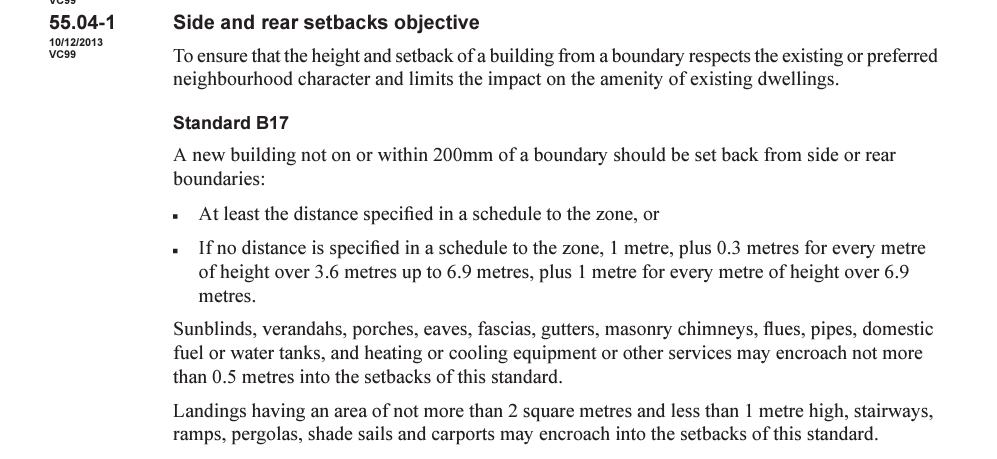 VC99
55.04-1 Side and rear setbacks objective
10/12/2013
VC99
To ensure that the height and setback of a building from a boundary respects the existing or preferred
neighbourhood character and limits the impact on the amenity of existing dwellings.
Standard B17
A new building not on or within 200mm of a boundary should be set back from side or rear
boundaries:
▪ At least the distance specified in a schedule to the zone, or
▪ If no distance is specified in a schedule to the zone, 1 metre, plus 0.3 metres for every metre
of height over 3.6 metres up to 6.9 metres, plus 1 metre for every metre of height over 6.9
metres.
Sunblinds, verandahs, porches, eaves, fascias, gutters, masonry chimneys, flues, pipes, domestic
fuel or water tanks, and heating or cooling equipment or other services may encroach not more
than 0.5 metres into the setbacks of this standard.
Landings having an area of not more than 2 square metres and less than 1 metre high, stairways,
ramps, pergolas, shade sails and carports may encroach into the setbacks of this standard.